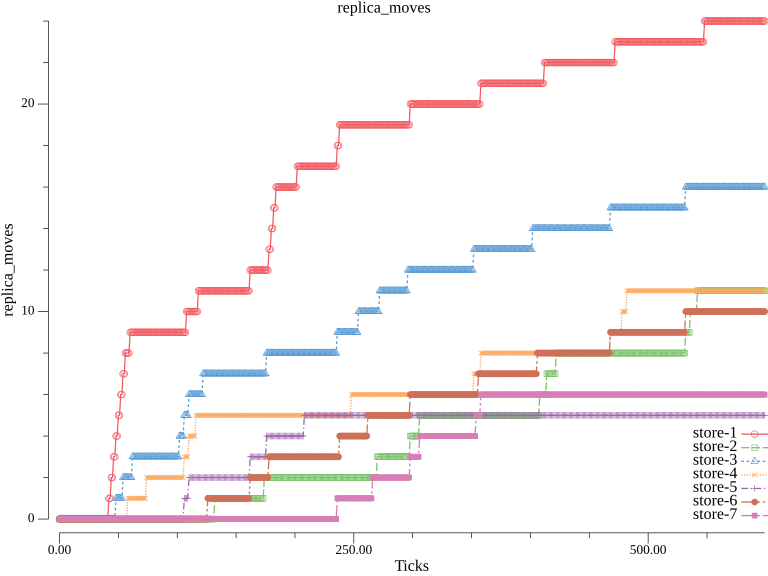 replica_moves
replica_moves
20
10
0
0.00
250.00
500.00
Ticks
store-1
store-2
store-3
store-4
store-5
store-6
store-7